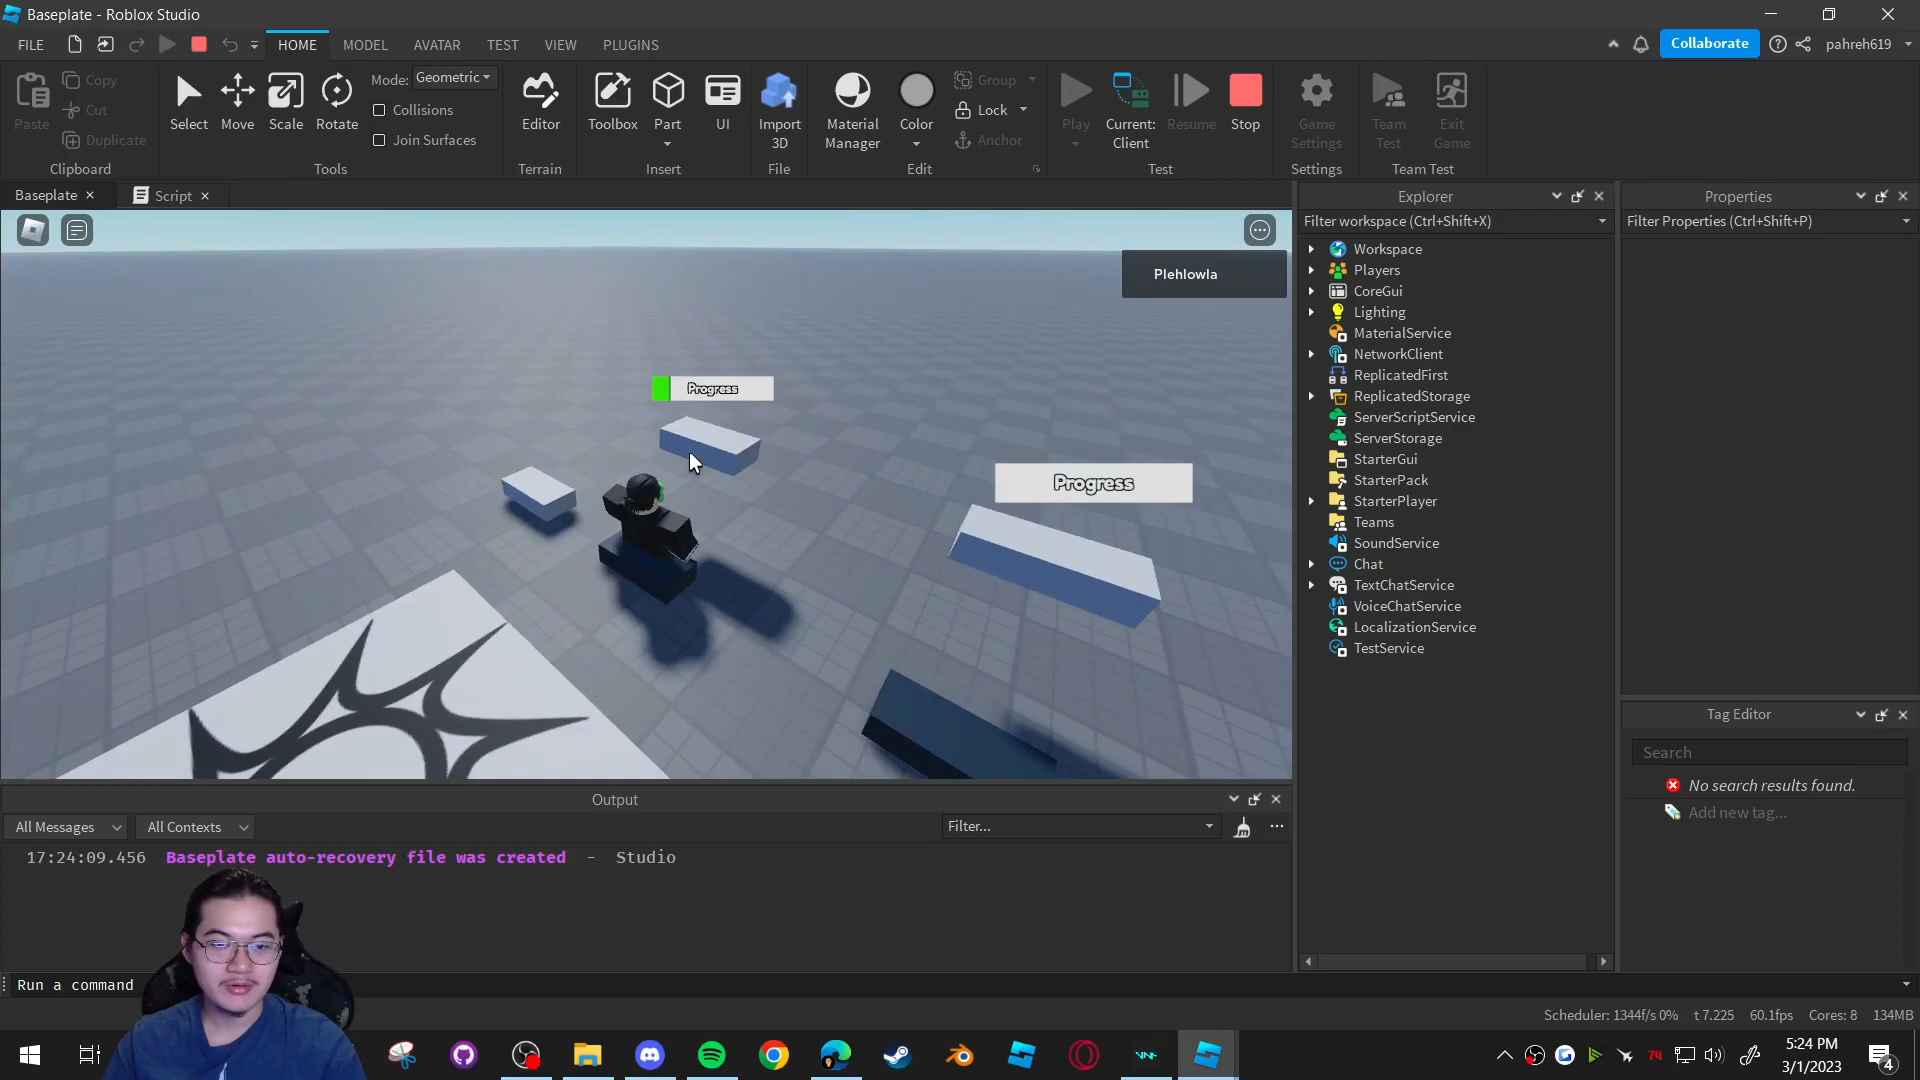 Baseplate - Roblox Studio
FILE HOME MODEL AVATAR TEST VIEW PLUGINS Collaborate pahreh619
Paste Copy Cut Duplicate
Clipboard
Select Move Scale Rotate
Mode: Geometric
Collisions
Join Surfaces
Tools
Editor
Terrain
Toolbox Part UI
Insert
Import 3D
File
Material Manager Color
Group
Lock
Anchor
Edit
Play Current: Client Resume Stop
Test
Game Settings
Settings
Team Test Exit Game
Team Test
Baseplate Script
Plehlowla
Progress
Progress
Explorer
Filter workspace (Ctrl+Shift+X)
Workspace
Players
CoreGui
Lighting
MaterialService
NetworkClient
ReplicatedFirst
ReplicatedStorage
ServerScriptService
ServerStorage
StarterGui
StarterPack
StarterPlayer
Teams
SoundService
Chat
TextChatService
VoiceChatService
LocalizationService
TestService
Properties
Filter Properties (Ctrl+Shift+P)
Tag Editor
Search
No search results found.
Add new tag...
Output
All Messages All Contexts Filter...
17:24:09.456 Baseplate auto-recovery file was created - Studio
Run a command
Scheduler: 1344f/s 0% t 7.225 60.1fps Cores: 8 134MB
74
5:24 PM
3/1/2023
4